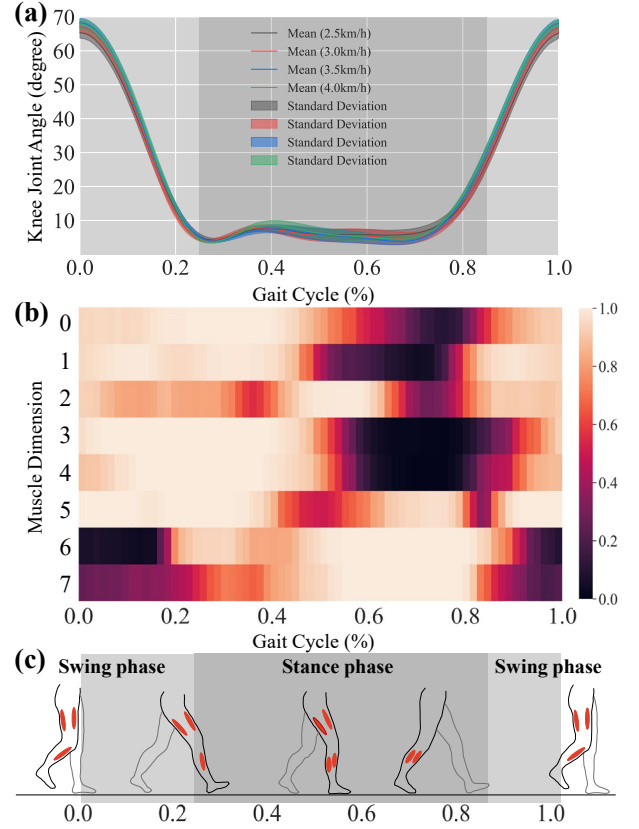 (a)
Knee Joint Angle (degree)
70
60
50
40
30
20
10
Mean (2.5km/h)
Mean (3.0km/h)
Mean (3.5km/h)
Mean (4.0km/h)
Standard Deviation
Standard Deviation
Standard Deviation
Standard Deviation
0.0 0.2 0.4 0.6 0.8 1.0
Gait Cycle (%)
(b)
Muscle Dimension
0
1
2
3
4
5
6
7
1.0
0.8
0.6
0.4
0.2
0.0
0.0 0.2 0.4 0.6 0.8 1.0
Gait Cycle (%)
(c)
Swing phase Stance phase Swing phase
0.0 0.2 0.4 0.6 0.8 1.0